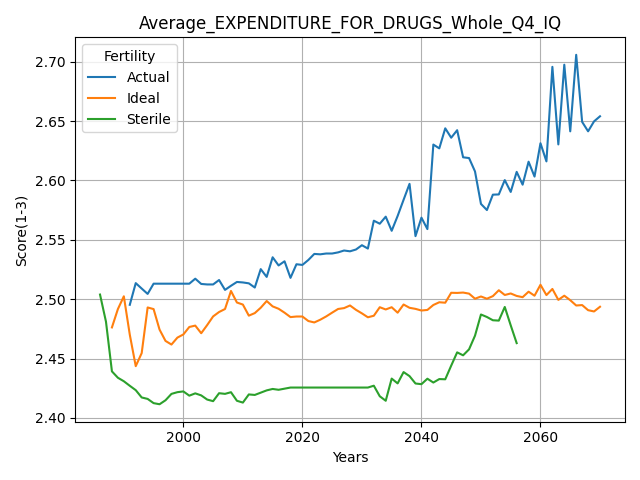 Average_EXPENDITURE_FOR_DRUGS_Whole_Q4_IQ
Fertility
Actual
Ideal
Sterile
Score(1-3)
2.70
2.65
2.60
2.55
2.50
2.45
2.40
2000
2020
2040
2060
Years